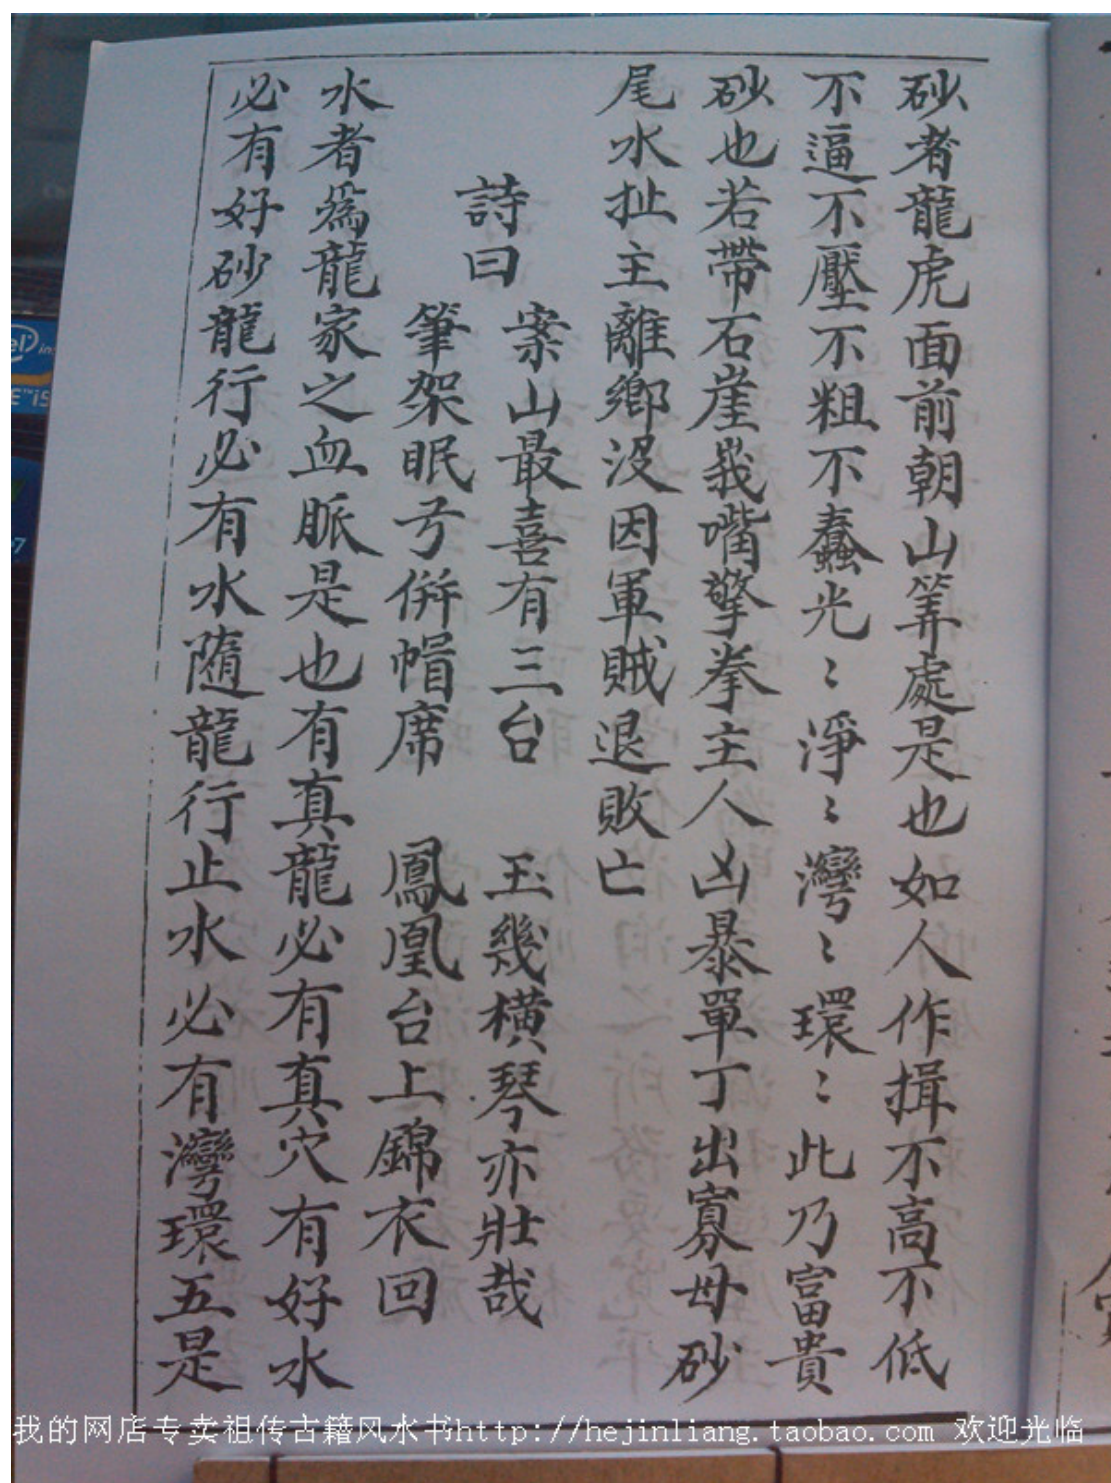 砂者龍虎面前朝山等處是也如人作揖不高不低
不逼不壓不粗不蠢光〻淨〻灣〻環〻此乃富貴
砂也若帶石崖峩嘴擎拳主人凶暴單丁出寡母砂
尾水扯主離鄉没因軍賊退敗亡
詩曰
案山最喜有三台 玉幾橫琴亦壯哉
筆架眠弓倂帽席 鳳凰台上錦衣回
水者爲龍家之血脈是也有真龍必有真穴有好水
必有好砂龍行必有水隨龍行止水必有灣環五是
我的网店专卖祖传古籍风水书http://hejinliang.taobao.com 欢迎光临